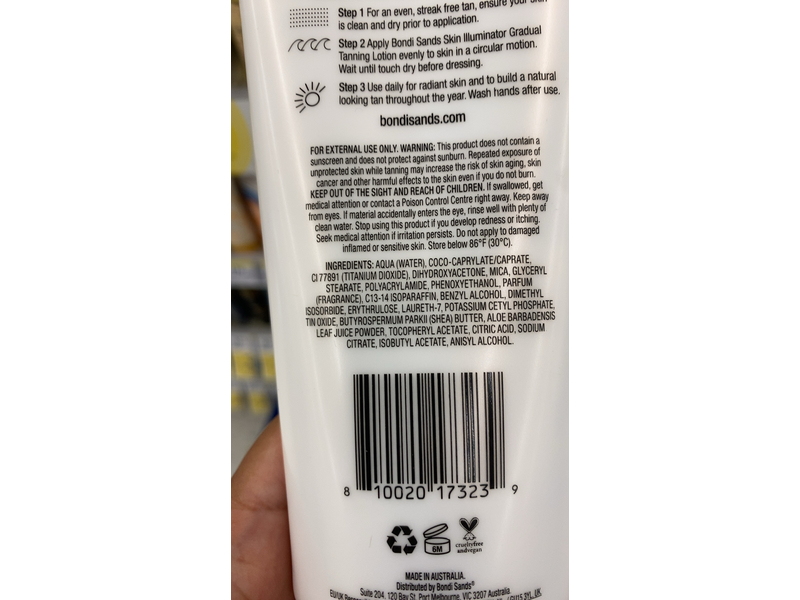 Step 1 For an even, streak free tan, ensure your skin
is clean and dry prior to application.
Step 2 Apply Bondi Sands Skin Illuminator Gradual
Tanning Lotion evenly to skin in a circular motion.
Wait until touch dry before dressing.
Step 3 Use daily for radiant skin and to build a natural
looking tan throughout the year. Wash hands after use.
bondisands.com
FOR EXTERNAL USE ONLY. WARNING: This product does not contain a
sunscreen and does not protect against sunburn. Repeated exposure of
unprotected skin while tanning may increase the risk of skin aging, skin
cancer and other harmful effects to the skin even if you do not burn.
KEEP OUT OF THE SIGHT AND REACH OF CHILDREN. If swallowed, get
medical attention or contact a Poison Control Centre right away. Keep away
from eyes. If material accidentally enters the eye, rinse well with plenty of
clean water. Stop using this product if you develop redness or itching.
Seek medical attention if irritation persists. Do not apply to damaged
inflamed or sensitive skin. Store below 86°F (30°C).
INGREDIENTS: AQUA (WATER), COCO-CAPRYLATE/CAPRATE,
CI 77891 (TITANIUM DIOXIDE), DIHYDROXYACETONE, MICA, GLYCERYL
STEARATE, POLYACRYLAMIDE, PHENOXYETHANOL, PARFUM
(FRAGRANCE), C13-14 ISOPARAFFIN, BENZYL ALCOHOL, DIMETHYL
ISOSORBIDE, ERYTHRULOSE, LAURETH-7, POTASSIUM CETYL PHOSPHATE,
TIN OXIDE, BUTYROSPERMUM PARKII (SHEA) BUTTER, ALOE BARBADENSIS
LEAF JUICE POWDER, TOCOPHERYL ACETATE, CITRIC ACID, SODIUM
CITRATE, ISOBUTYL ACETATE, ANISYL ALCOHOL.
8 10020 17323 9
6M
crueltyfree
andvegan
MADE IN AUSTRALIA.
Distributed by Bondi Sands®
Suite 204, 120 Bay St, Port Melbourne, VIC 3207 Australia.